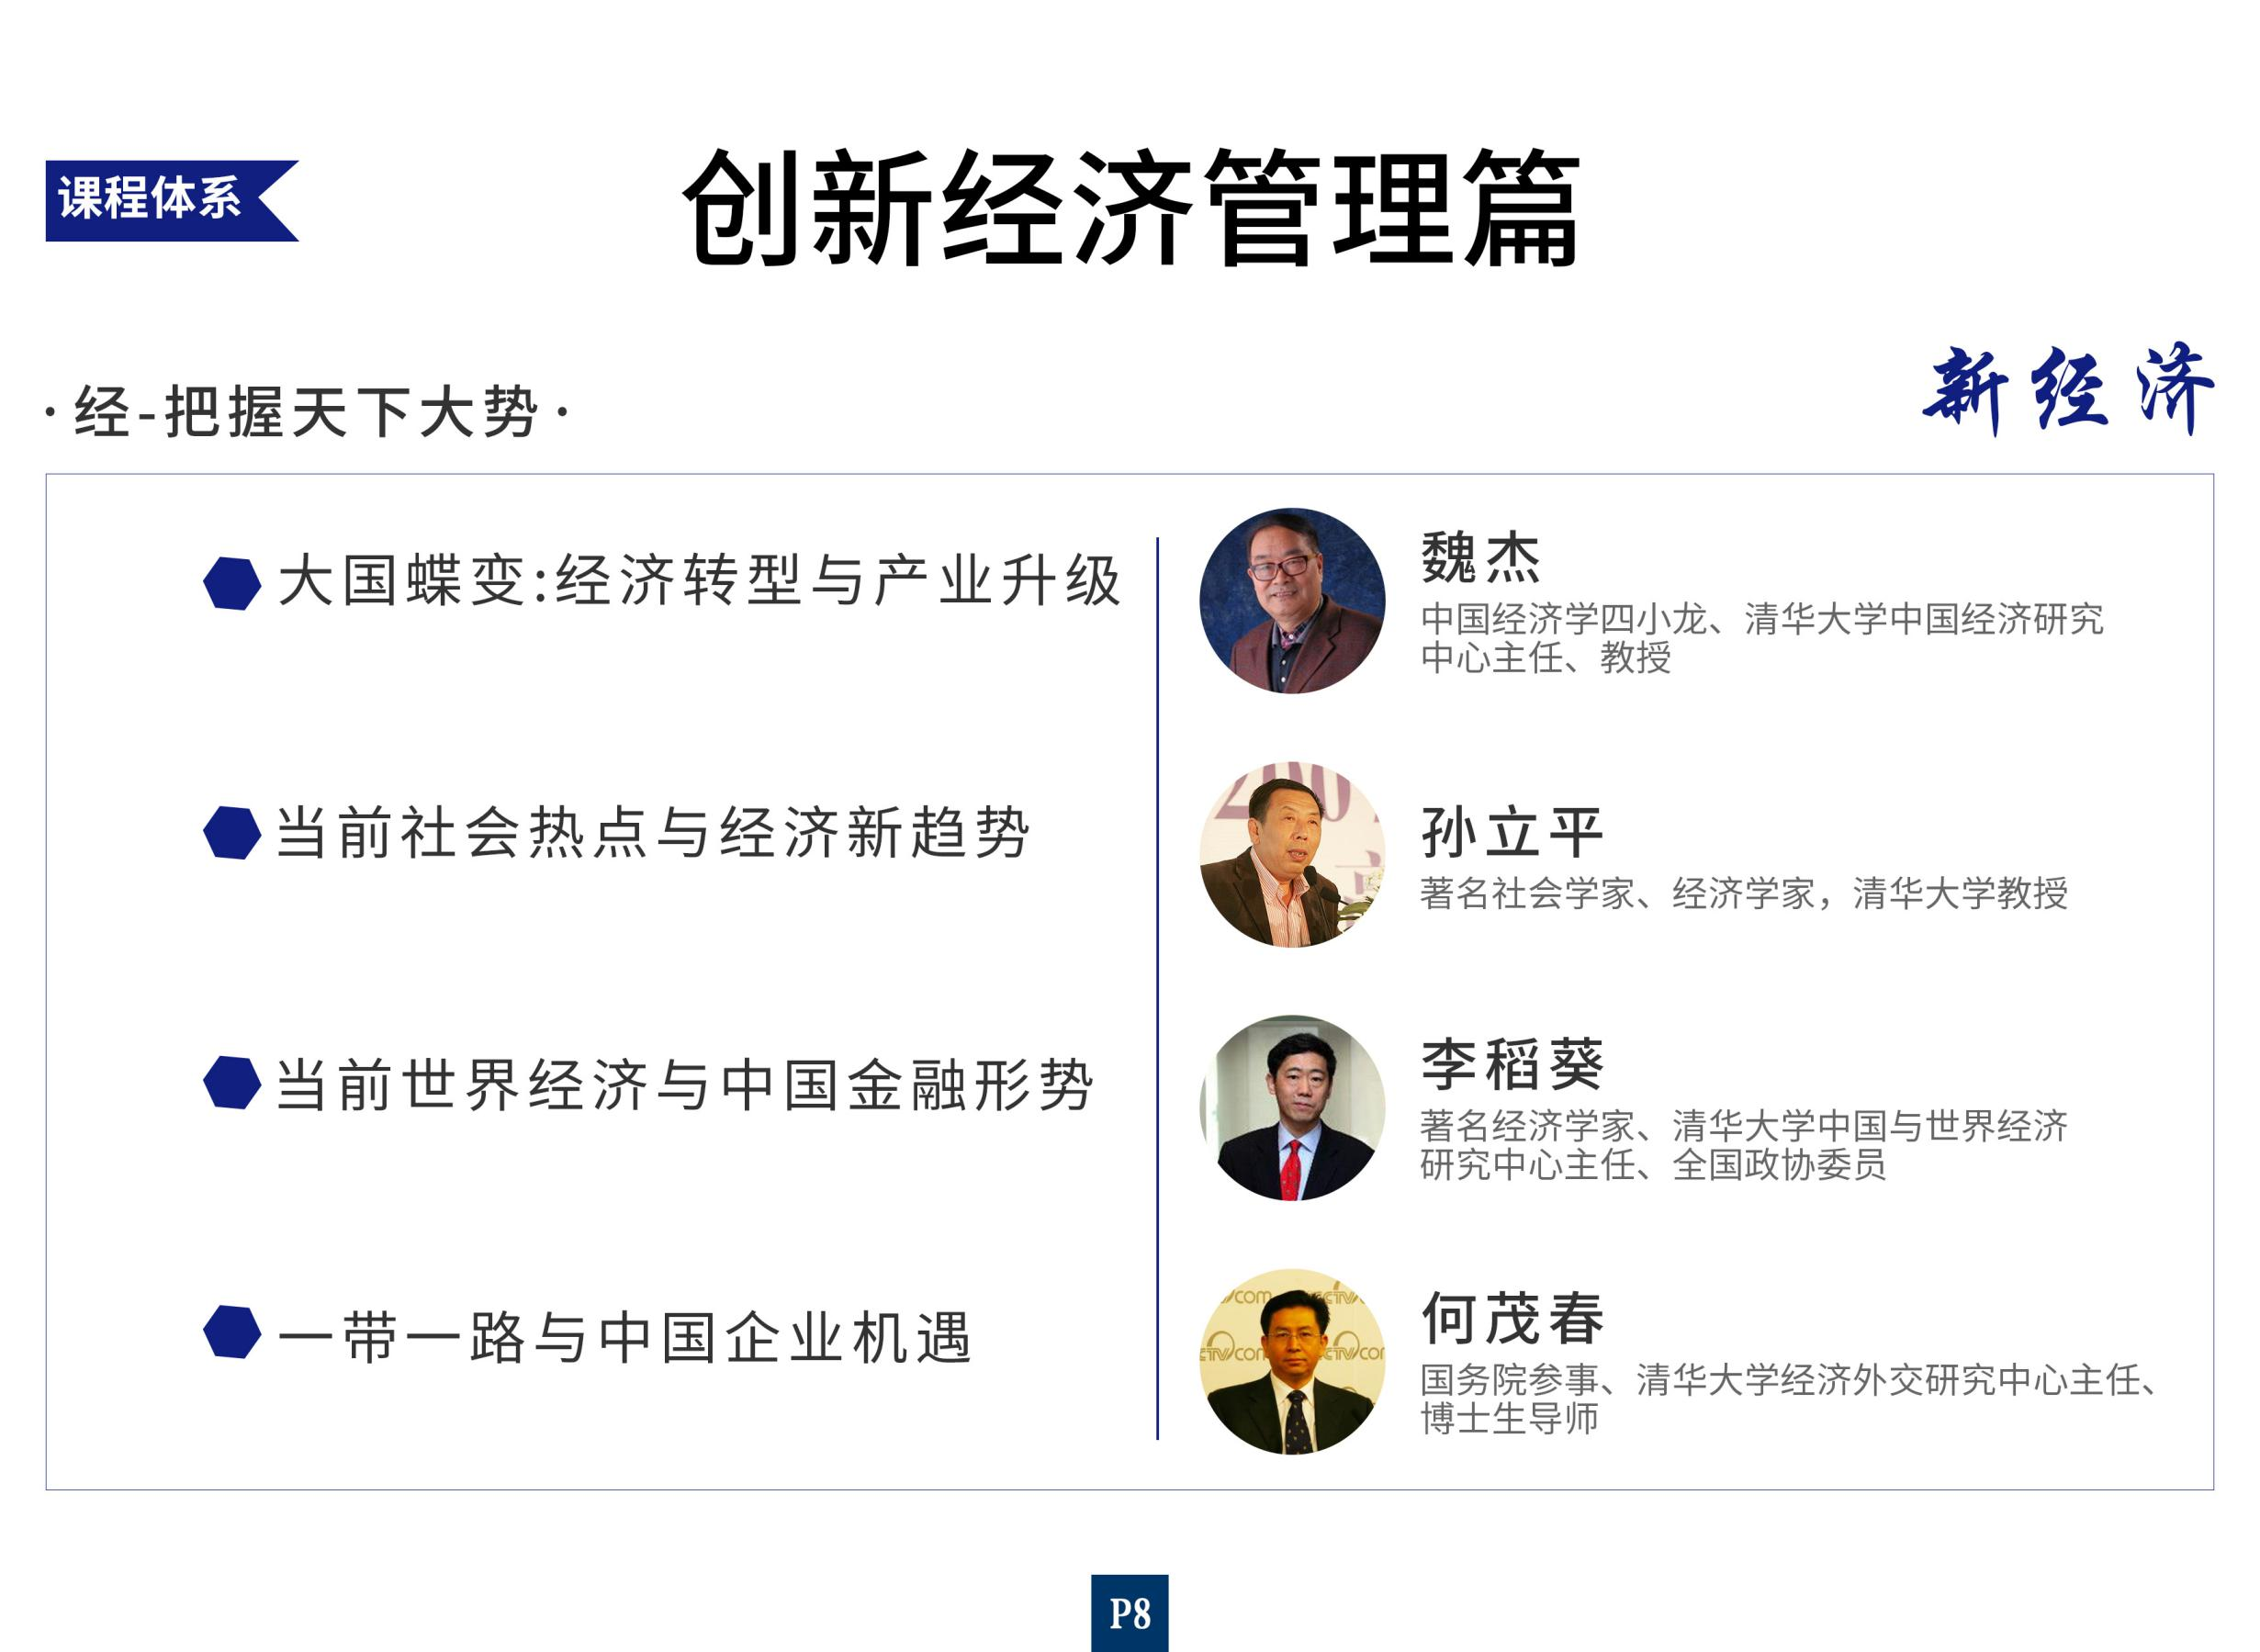 课程体系
创新经济管理篇
·经-把握天下大势·
新经济
大国蝶变:经济转型与产业升级
魏杰
中国经济学四小龙、清华大学中国经济研究
中心主任、教授
当前社会热点与经济新趋势
孙立平
著名社会学家、经济学家，清华大学教授
当前世界经济与中国金融形势
李稻葵
著名经济学家、清华大学中国与世界经济
研究中心主任、全国政协委员
一带一路与中国企业机遇
何茂春
国务院参事、清华大学经济外交研究中心主任、
博士生导师
P8